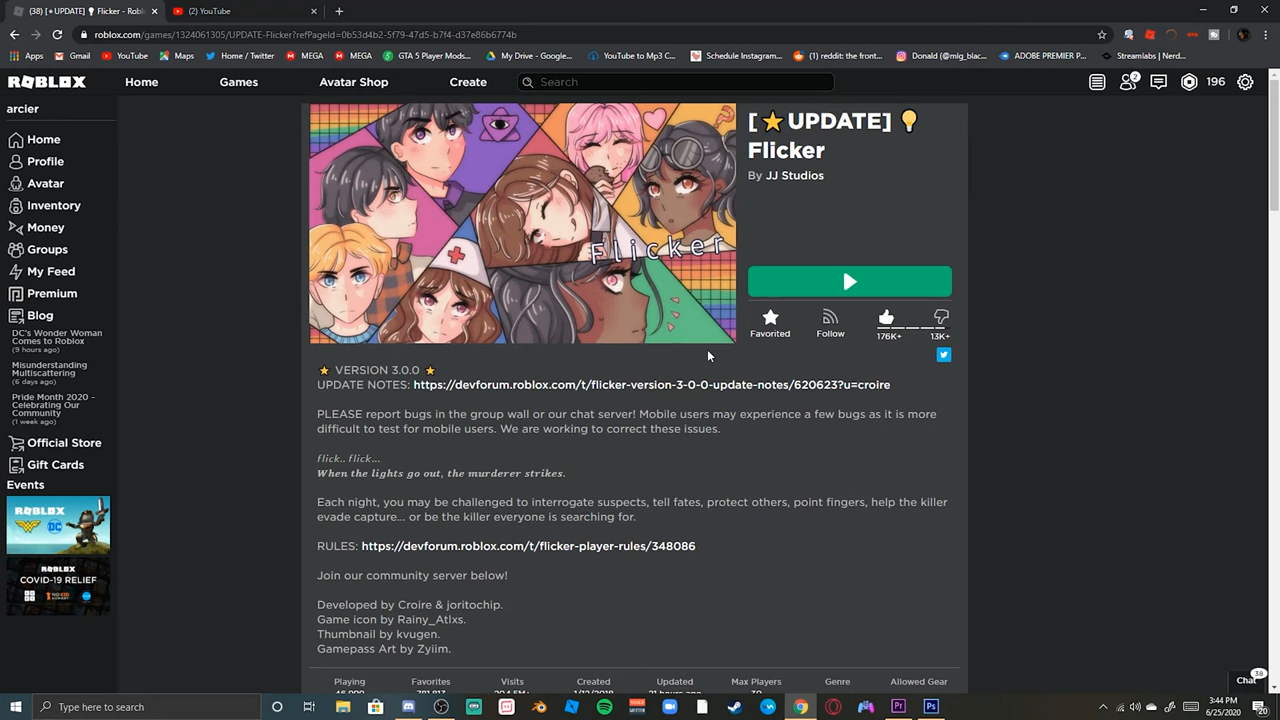 (38) [★UPDATE] 💡 Flicker - Robl
(2) YouTube
roblox.com/games/1324061305/UPDATE-Flicker?refPageId=0b53d4b2-5f79-47d5-b7f4-d37e86b6774b
Apps Gmail YouTube Maps Home / Twitter MEGA MEGA GTA 5 Player Mods... My Drive - Google... YouTube to Mp3 C... Schedule Instagram... (1) reddit: the front... Donald (@mlg_blac... ADOBE PREMIER P... Streamlabs | Nerd...
ROBLOX Home Games Avatar Shop Create Search 2 196
arcier
Home
Profile
Avatar
Inventory
Money
Groups
My Feed
Premium
Blog
DC's Wonder Woman
Comes to Roblox
(9 hours ago)
Misunderstanding
Multiscattering
(6 days ago)
Pride Month 2020 –
Celebrating Our
Community
(1 week ago)
Official Store
Gift Cards
Events
ROBLOX
DC
ROBLOX
COVID-19 RELIEF
NO KID HUNGRY
Flicker
[⭐UPDATE] 💡
Flicker
By JJ Studios
Favorited Follow 176K+ 13K+
⭐ VERSION 3.0.0 ⭐
UPDATE NOTES: https://devforum.roblox.com/t/flicker-version-3-0-0-update-notes/620623?u=croire
PLEASE report bugs in the group wall or our chat server! Mobile users may experience a few bugs as it is more
difficult to test for mobile users. We are working to correct these issues.
flick.. flick...
When the lights go out, the murderer strikes.
Each night, you may be challenged to interrogate suspects, tell fates, protect others, point fingers, help the killer
evade capture... or be the killer everyone is searching for.
RULES: https://devforum.roblox.com/t/flicker-player-rules/348086
Join our community server below!
Developed by Croire & joritochip.
Game icon by Rainy_Atlxs.
Thumbnail by kvugen.
Gamepass Art by Zyiim.
Playing Favorites Visits Created Updated Max Players Genre Allowed Gear
Chat 38
Type here to search
3:44 PM
6/25/2020